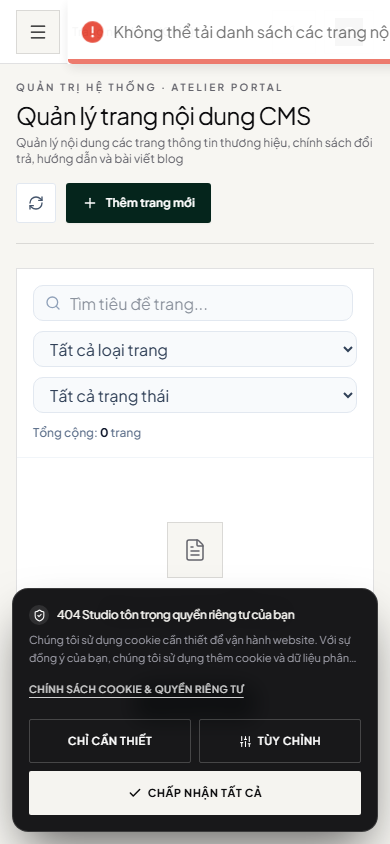 Không thể tải danh sách các trang nộ
QUẢN TRỊ HỆ THỐNG · ATELIER PORTAL
Quản lý trang nội dung CMS
Quản lý nội dung các trang thông tin thương hiệu, chính sách đổi
trả, hướng dẫn và bài viết blog
Thêm trang mới
Tìm tiêu đề trang...
Tất cả loại trang
Tất cả trạng thái
Tổng cộng: 0 trang
404 Studio tôn trọng quyền riêng tư của bạn
Chúng tôi sử dụng cookie cần thiết để vận hành website. Với sự
đồng ý của bạn, chúng tôi sử dụng thêm cookie và dữ liệu phân...
CHÍNH SÁCH COOKIE & QUYỀN RIÊNG TƯ
CHỈ CẦN THIẾT
TÙY CHỈNH
CHẤP NHẬN TẤT CẢ